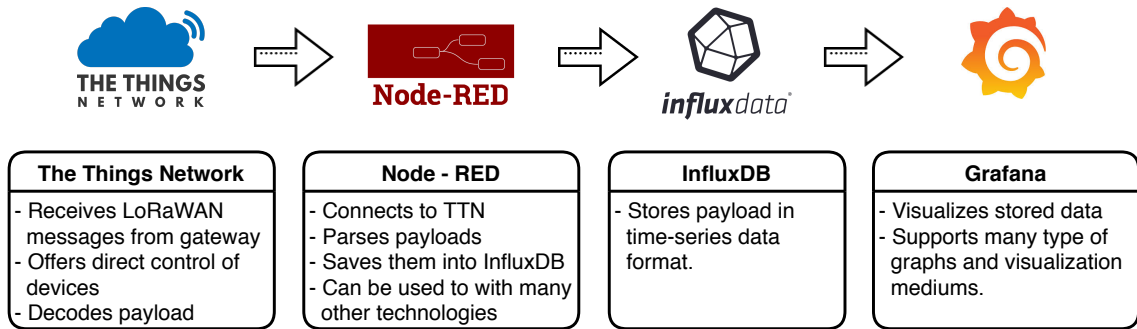 THE THINGS
NETWORK
Node-RED
influxdata®
The Things Network
- Receives LoRaWAN
messages from gateway
- Offers direct control of
devices
- Decodes payload
Node - RED
- Connects to TTN
- Parses payloads
- Saves them into InfluxDB
- Can be used to with many
other technologies
InfluxDB
- Stores payload in
time-series data
format.
Grafana
- Visualizes stored data
- Supports many type of
graphs and visualization
mediums.